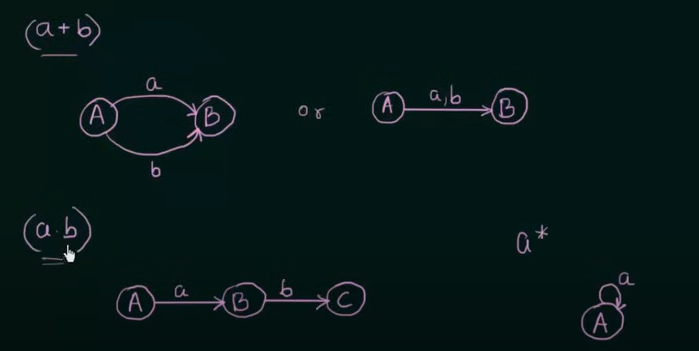 (a + b)
a
A B or A a,b B
b
(a . b)
a*
A a B b C
a
A